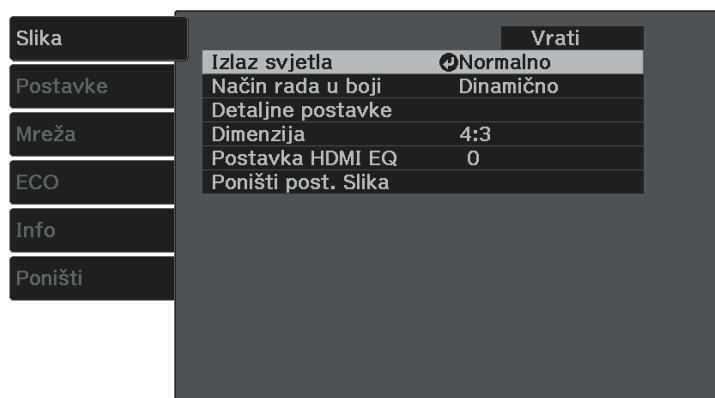 Slika
Postavke
Mreža
ECO
Info
Poništi
Vrati
Izlaz svjetla Normalno
Način rada u boji Dinamično
Detaljne postavke
Dimenzija 4:3
Postavka HDMI EQ 0
Poništi post. Slika